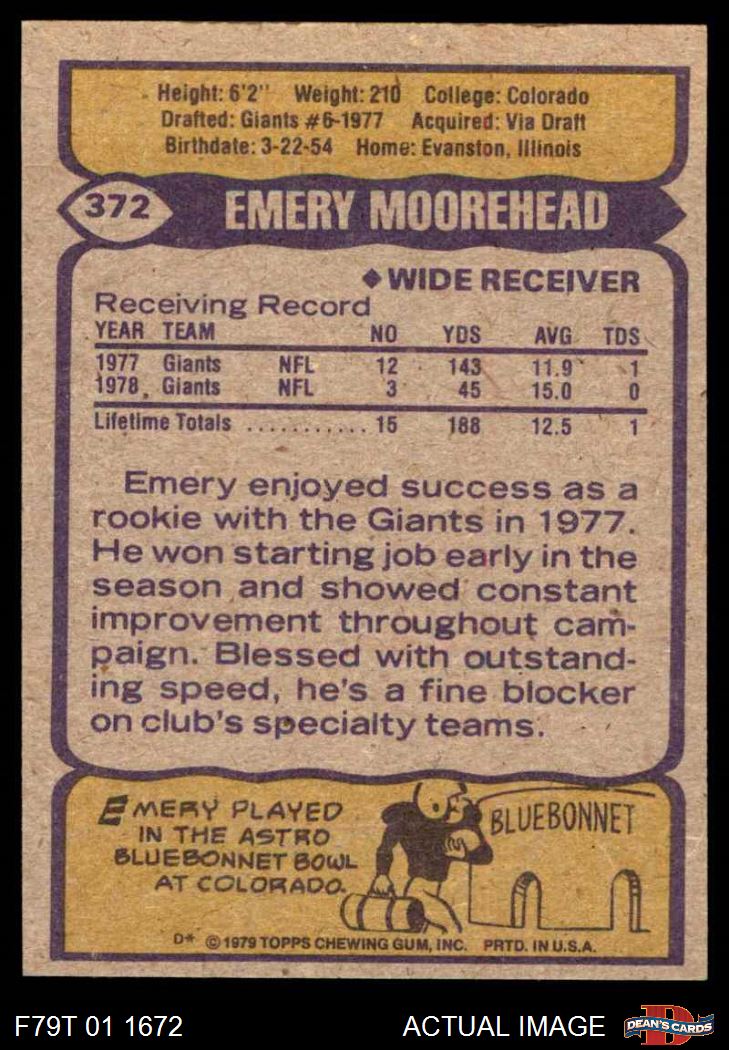 Height: 6'2" Weight: 210 College: Colorado
Drafted: Giants #6-1977 Acquired: Via Draft
Birthdate: 3-22-54 Home: Evanston, Illinois
372 EMERY MOOREHEAD
◆ WIDE RECEIVER
Receiving Record
YEAR TEAM NO YDS AVG TDS
1977 Giants NFL 12 143 11.9 1
1978 Giants NFL 3 45 15.0 0
Lifetime Totals ........... 15 188 12.5 1
Emery enjoyed success as a
rookie with the Giants in 1977.
He won starting job early in the
season and showed constant
improvement throughout cam-
paign. Blessed with outstand-
ing speed, he's a fine blocker
on club's specialty teams.
EMERY PLAYED
IN THE ASTRO
BLUEBONNET BOWL
AT COLORADO.
BLUEBONNET
D* © 1979 TOPPS CHEWING GUM, INC. PRTD. IN U.S.A.
F79T 01 1672 ACTUAL IMAGE
D
DEAN'S CARDS